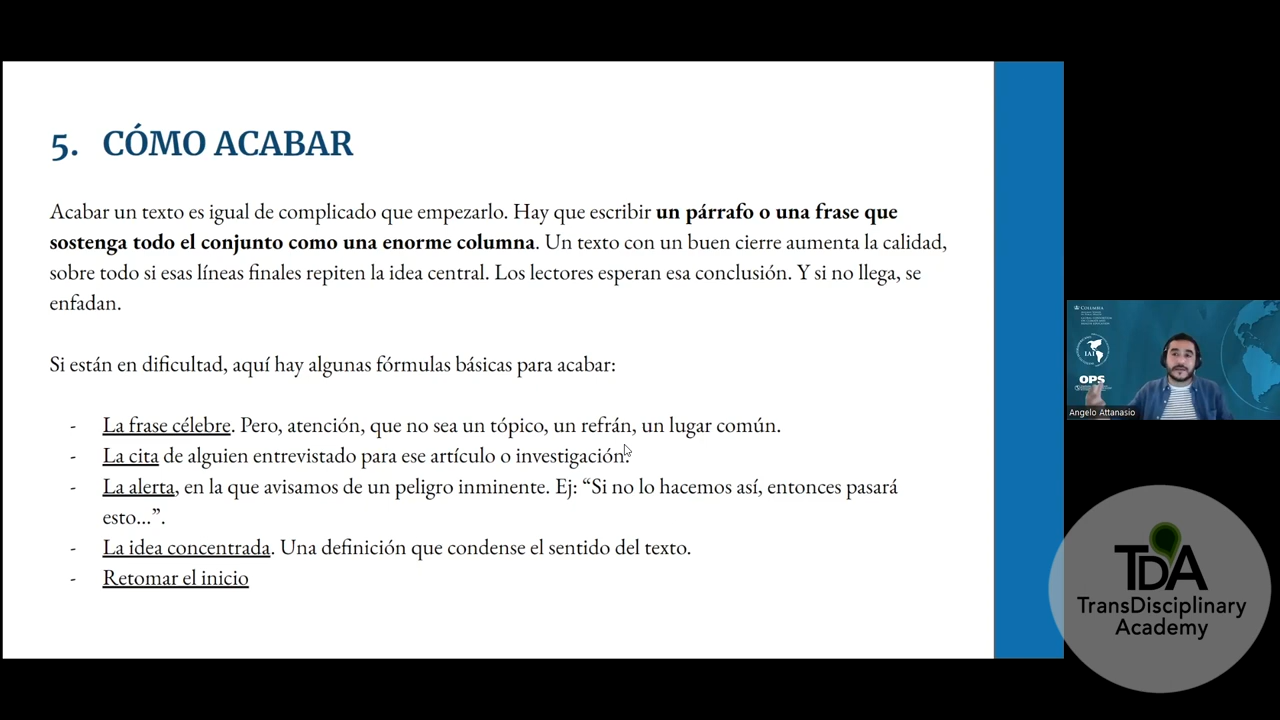 5. CÓMO ACABAR
Acabar un texto es igual de complicado que empezarlo. Hay que escribir un párrafo o una frase que
sostenga todo el conjunto como una enorme columna. Un texto con un buen cierre aumenta la calidad,
sobre todo si esas líneas finales repiten la idea central. Los lectores esperan esa conclusión. Y si no llega, se
enfadan.
Si están en dificultad, aquí hay algunas fórmulas básicas para acabar:
- La frase célebre. Pero, atención, que no sea un tópico, un refrán, un lugar común.
- La cita de alguien entrevistado para ese artículo o investigación.
- La alerta, en la que avisamos de un peligro inminente. Ej: “Si no lo hacemos así, entonces pasará
esto...”.
- La idea concentrada. Una definición que condense el sentido del texto.
- Retomar el inicio
COLUMBIA
IAI
OPS
Angelo Attanasio
TDA
TransDisciplinary
Academy